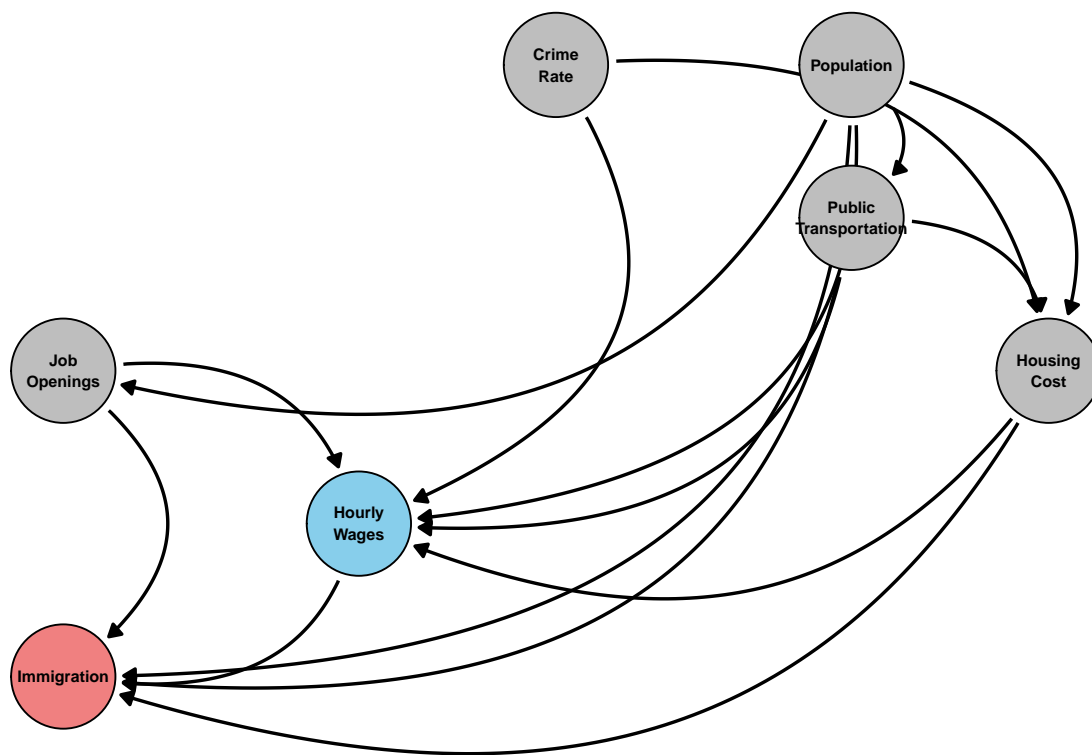 Crime
Rate
Population
Public
Transportation
Job
Openings
Housing
Cost
Hourly
Wages
Immigration